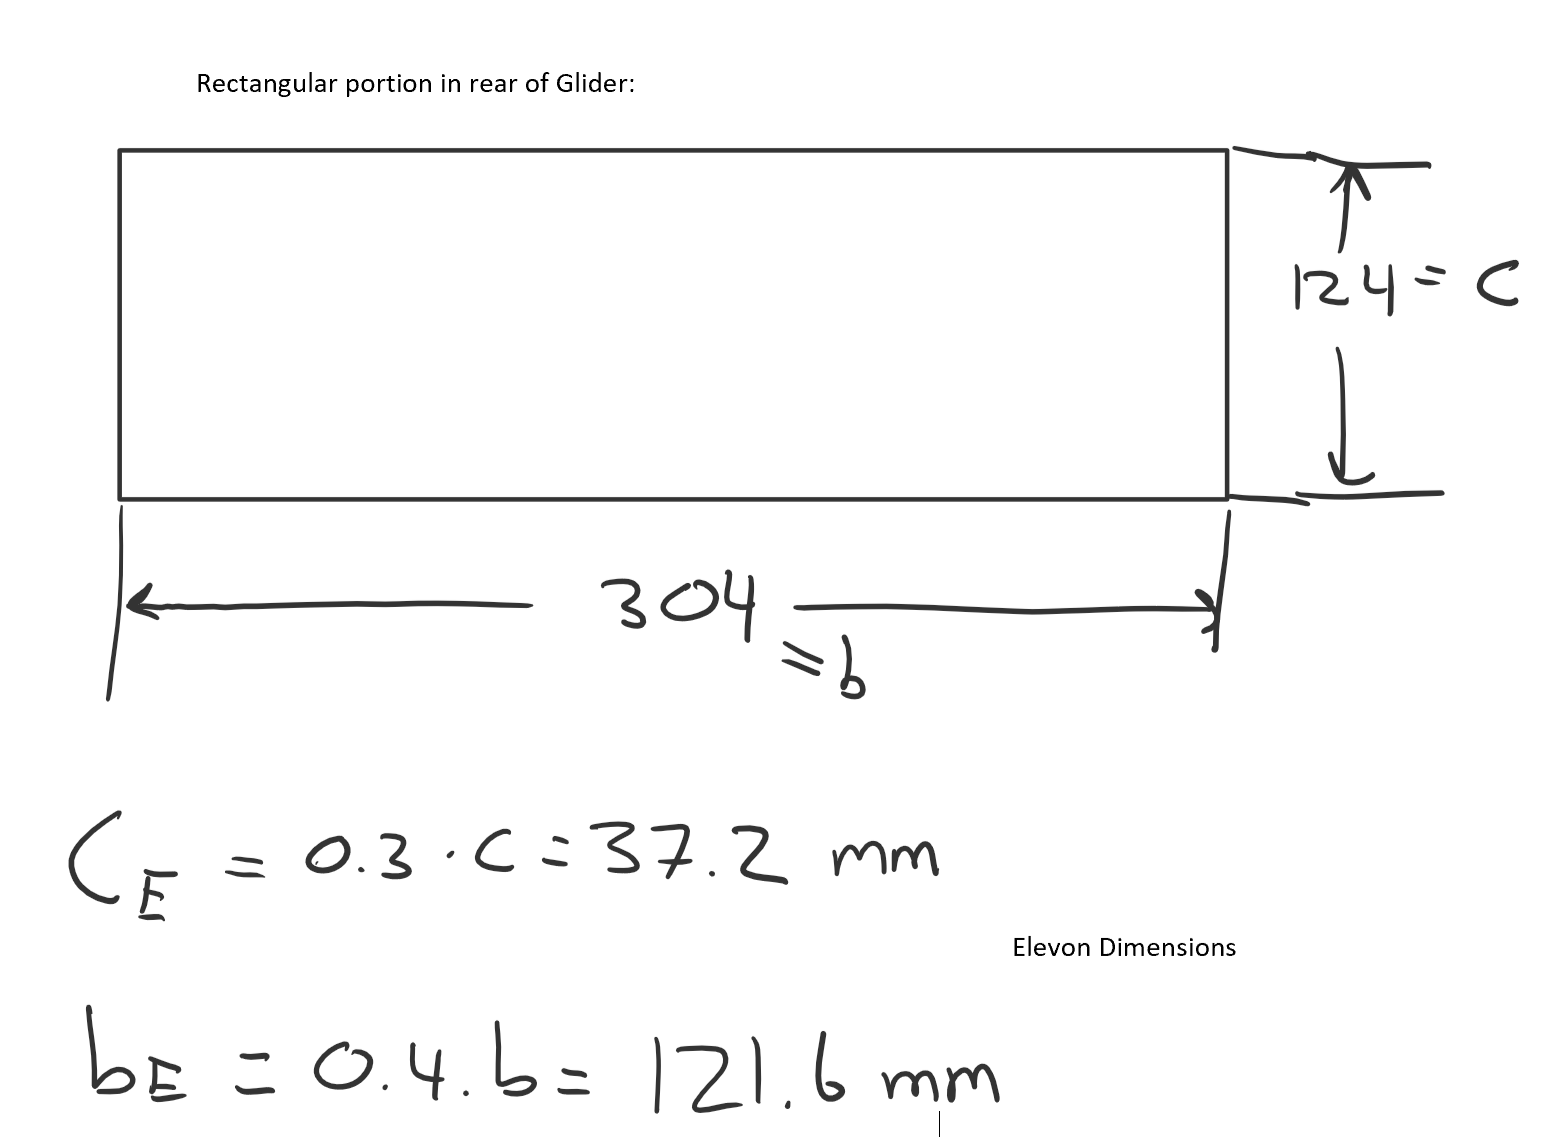 Rectangular portion in rear of Glider:
124 = c
304
= b
C_E = 0.3 · c = 37.2 mm
Elevon Dimensions
b_E = 0.4 . b = 121.6 mm